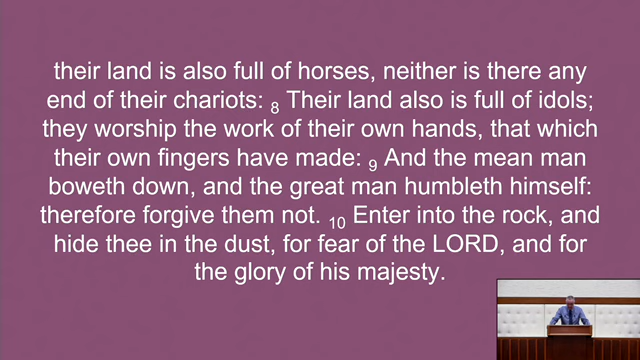 their land is also full of horses, neither is there any
end of their chariots: 8 Their land also is full of idols;
they worship the work of their own hands, that which
their own fingers have made: 9 And the mean man
boweth down, and the great man humbleth himself:
therefore forgive them not. 10 Enter into the rock, and
hide thee in the dust, for fear of the LORD, and for
the glory of his majesty.